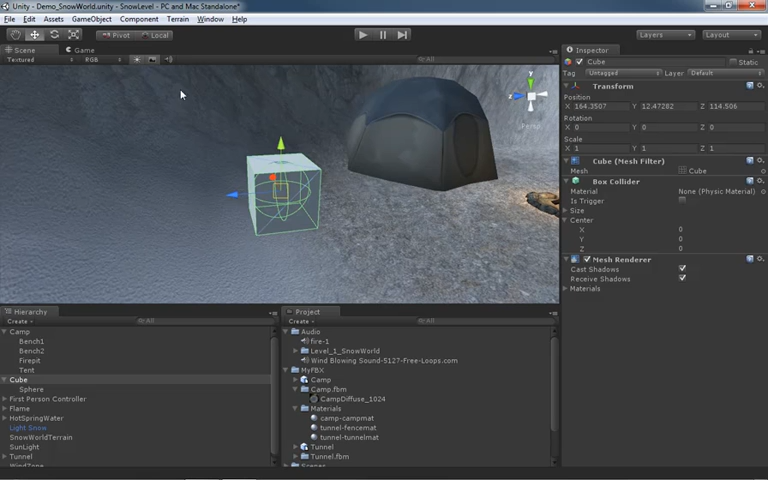 Unity - Demo_SnowWorld.unity - SnowLevel - PC and Mac Standalone*
File Edit Assets GameObject Component Terrain Window Help
Pivot Local Layers Layout
Scene Game
Textured RGB All
y
z
Persp
Inspector
Cube Static
Tag Untagged Layer Default
Transform
Position
X 164.3507 Y 12.47282 Z 114.506
Rotation
X 0 Y 0 Z 0
Scale
X 1 Y 1 Z 1
Cube (Mesh Filter)
Mesh Cube
Box Collider
Material None (Physic Material)
Is Trigger
Size
Center
X 0
Y 0
Z 0
Mesh Renderer
Cast Shadows
Receive Shadows
Materials
Hierarchy
Create All
Camp
Bench1
Bench2
Firepit
Tent
Cube
Sphere
First Person Controller
Flame
HotSpringWater
Light Snow
SnowWorldTerrain
SunLight
Tunnel
WindZone
Project
Create All
Audio
fire-1
Level_1_SnowWorld
Wind Blowing Sound-5127-Free-Loops.com
MyFBX
Camp
Camp.fbm
CampDiffuse_1024
Materials
camp-campmat
tunnel-fencemat
tunnel-tunnelmat
Tunnel
Tunnel.fbm
Scenes